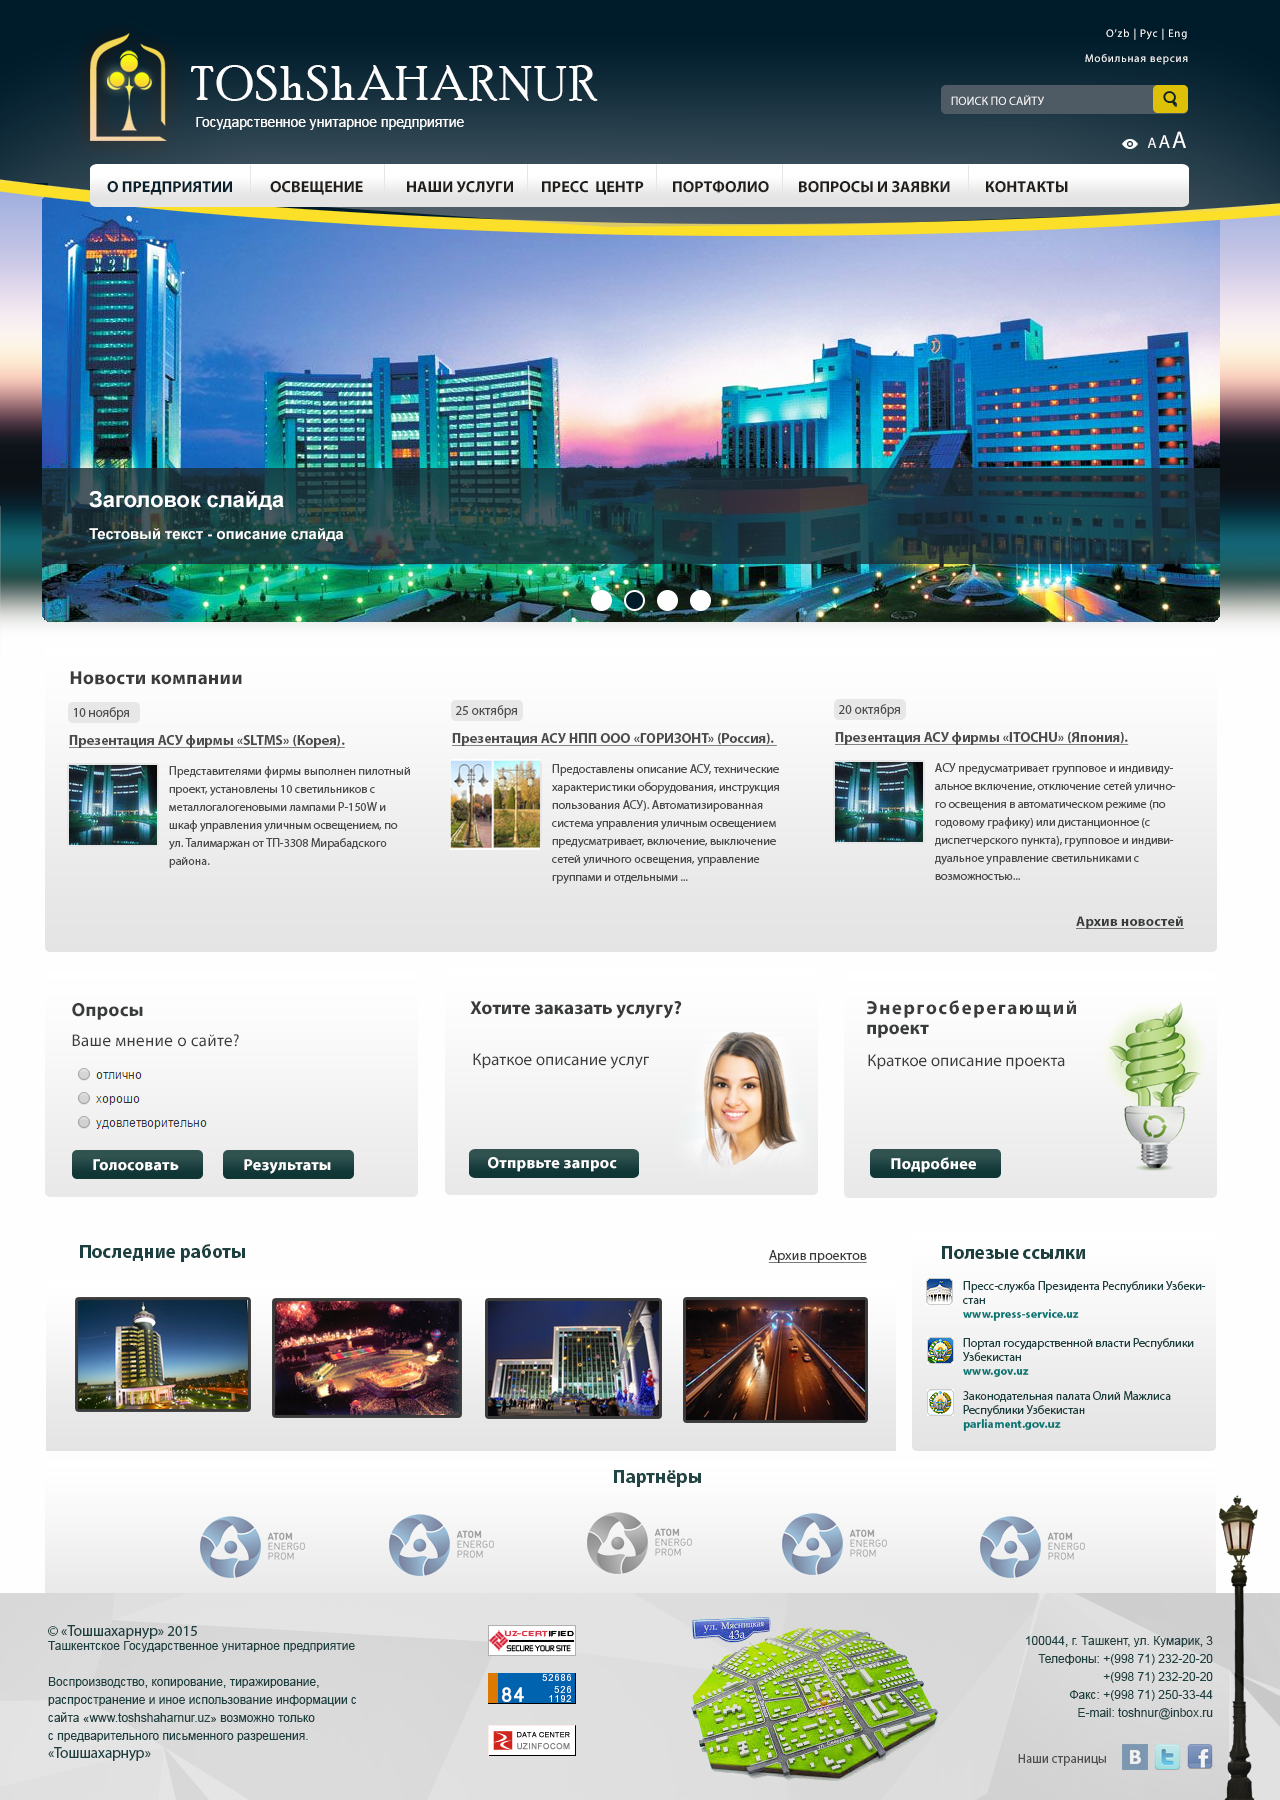 O'zb | Рус | Eng
Мобильная версия
TOShShAHARNUR
Государственное унитарное предприятие
ПОИСК ПО САЙТУ
A A A
О ПРЕДПРИЯТИИ
ОСВЕЩЕНИЕ
НАШИ УСЛУГИ
ПРЕСС ЦЕНТР
ПОРТФОЛИО
ВОПРОСЫ И ЗАЯВКИ
КОНТАКТЫ
Заголовок слайда
Тестовый текст - описание слайда
Новости компании
10 ноября
Презентация АСУ фирмы «SLTMS» (Корея).
Представителями фирмы выполнен пилотный
проект, установлены 10 светильников с
металлогалогеновыми лампами Р-150W и
шкаф управления уличным освещением, по
ул. Талимаржан от ТП-3308 Мирабадского
района.
25 октября
Презентация АСУ НПП ООО «ГОРИЗОНТ» (Россия).
Предоставлены описание АСУ, технические
характеристики оборудования, инструкция
пользования АСУ). Автоматизированная
система управления уличным освещением
предусматривает, включение, выключение
сетей уличного освещения, управление
группами и отдельными ...
20 октября
Презентация АСУ фирмы «ITOCHU» (Япония).
АСУ предусматривает групповое и индивиду-
альное включение, отключение сетей улично-
го освещения в автоматическом режиме (по
годовому графику) или дистанционное (с
диспетчерского пункта), групповое и индиви-
дуальное управление светильниками с
возможностью...
Архив новостей
Опросы
Ваше мнение о сайте?
отлично
хорошо
удовлетворительно
Голосовать
Результаты
Хотите заказать услугу?
Краткое описание услуг
Отпрвьте запрос
Энергосберегающий
проект
Краткое описание проекта
Подробнее
Последние работы
Архив проектов
Полезые ссылки
Пресс-служба Президента Республики Узбеки-
стан
www.press-service.uz
Портал государственной власти Республики
Узбекистан
www.gov.uz
Законодательная палата Олий Мажлиса
Республики Узбекистан
parliament.gov.uz
Партнёры
ATOM
ENERGO
PROM
ATOM
ENERGO
PROM
ATOM
ENERGO
PROM
ATOM
ENERGO
PROM
ATOM
ENERGO
PROM
© «Тошшахарнур» 2015
Ташкентское Государственное унитарное предприятие
Воспроизводство, копирование, тиражирование,
распространение и иное использование информации с
сайта «www.toshshaharnur.uz» возможно только
с предварительного письменного разрешения.
«Тошшахарнур»
UZ-CERTIFIED
SECURE YOUR SITE
52686
84 526
1192
DATA CENTER
UZINFOCOM
ул. Мясницкая
43а
100044, г. Ташкент, ул. Кумарик, 3
Телефоны: +(998 71) 232-20-20
+(998 71) 232-20-20
Факс: +(998 71) 250-33-44
E-mail: toshnur@inbox.ru
Наши страницы